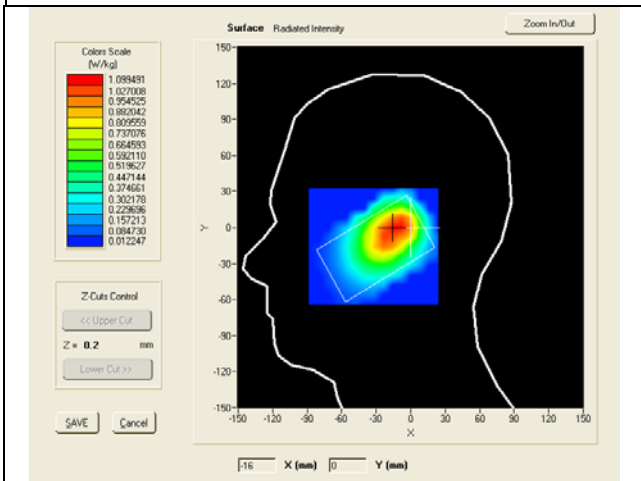 Surface Radiated Intensity
Zoom In/Out
Colors Scale
(W/kg)
1.099491
1.027008
0.954525
0.882042
0.809559
0.737076
0.664593
0.592110
0.519627
0.447144
0.374661
0.302178
0.229696
0.157213
0.084730
0.012247
Z-Cuts Control
<< Upper Cut
Z = 0.2 mm
Lower Cut >>
SAVE Cancel
150
120
90
60
30
0
-30
-60
-90
-120
-150
Y
-150 -120 -90 -60 -30 0 30 60 90 120 150
X
-16 X (mm) 0 Y (mm)